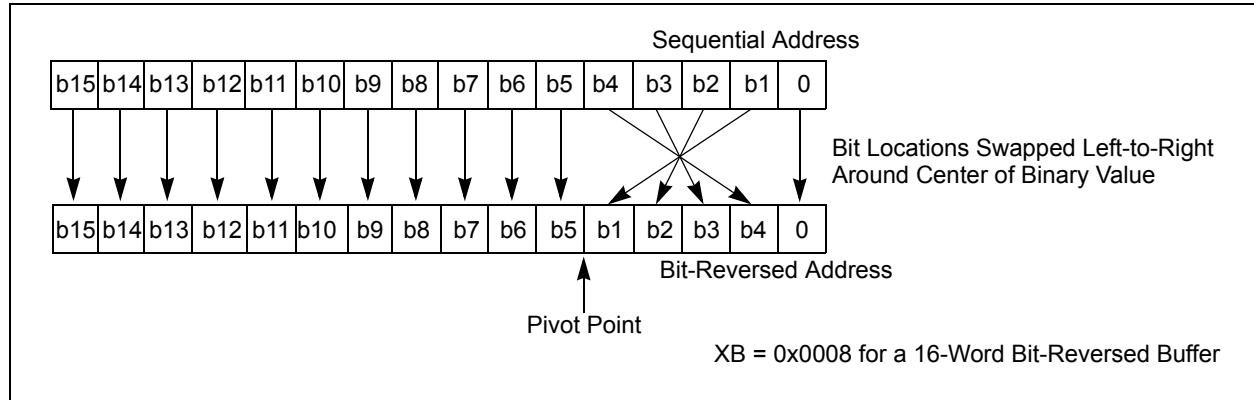 Sequential Address
b15 b14 b13 b12 b11 b10 b9 b8 b7 b6 b5 b4 b3 b2 b1 0
Bit Locations Swapped Left-to-Right
Around Center of Binary Value
b15 b14 b13 b12 b11 b10 b9 b8 b7 b6 b5 b1 b2 b3 b4 0
Bit-Reversed Address
Pivot Point
XB = 0x0008 for a 16-Word Bit-Reversed Buffer